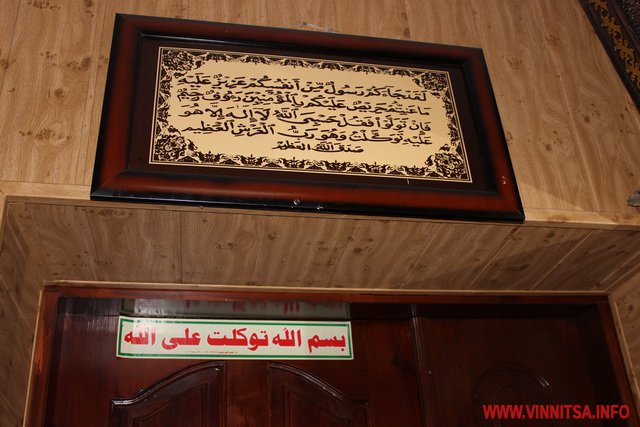 لقد جاءكم رسول من أنفسكم عزيز عليه
ما عنتم حريص عليكم بالمؤمنين رءوف رحيم
فإن تولوا فقل حسبي الله لا إله إلا هو
عليه توكلت وهو رب العرش العظيم
صدق الله العظيم
بسم الله توكلت على الله
WWW.VINNITSA.INFO